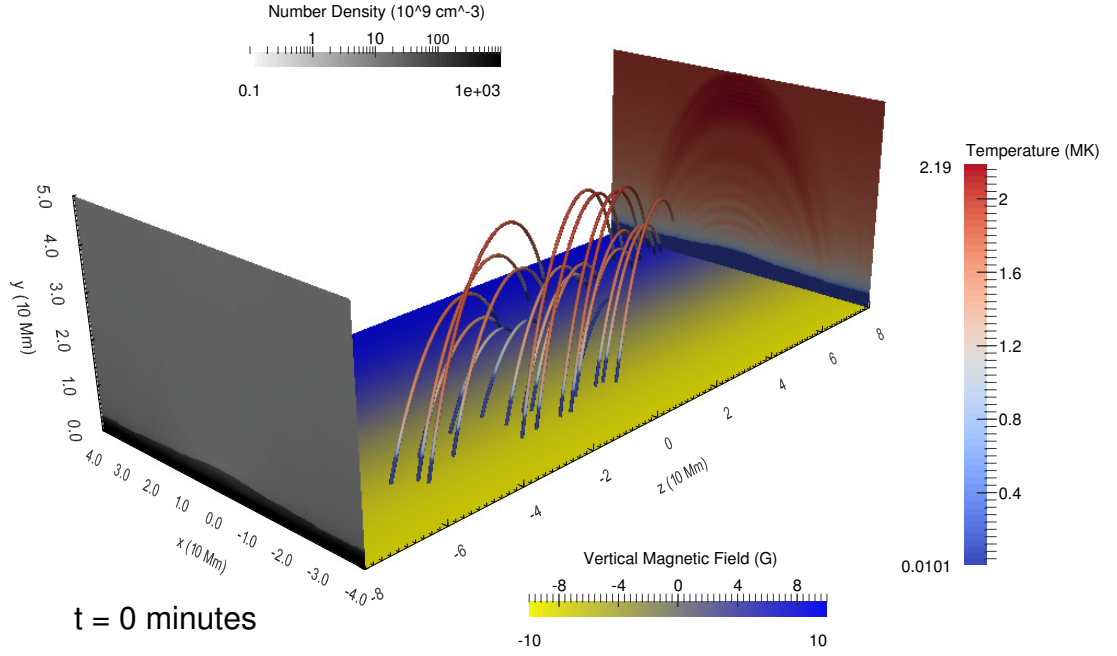 Number Density (10^9 cm^-3)
1 10 100
0.1 1e+03
Temperature (MK)
2.19
2
1.6
1.2
0.8
0.4
0.0101
y (10 Mm)
5.0
4.0
3.0
2.0
1.0
0.0
x (10 Mm)
4.0 3.0 2.0 1.0 0.0 -1.0 -2.0 -3.0 -4.0
z (10 Mm)
-8 -6 -4 -2 0 2 4 6 8
Vertical Magnetic Field (G)
-8 -4 0 4 8
-10 10
t = 0 minutes